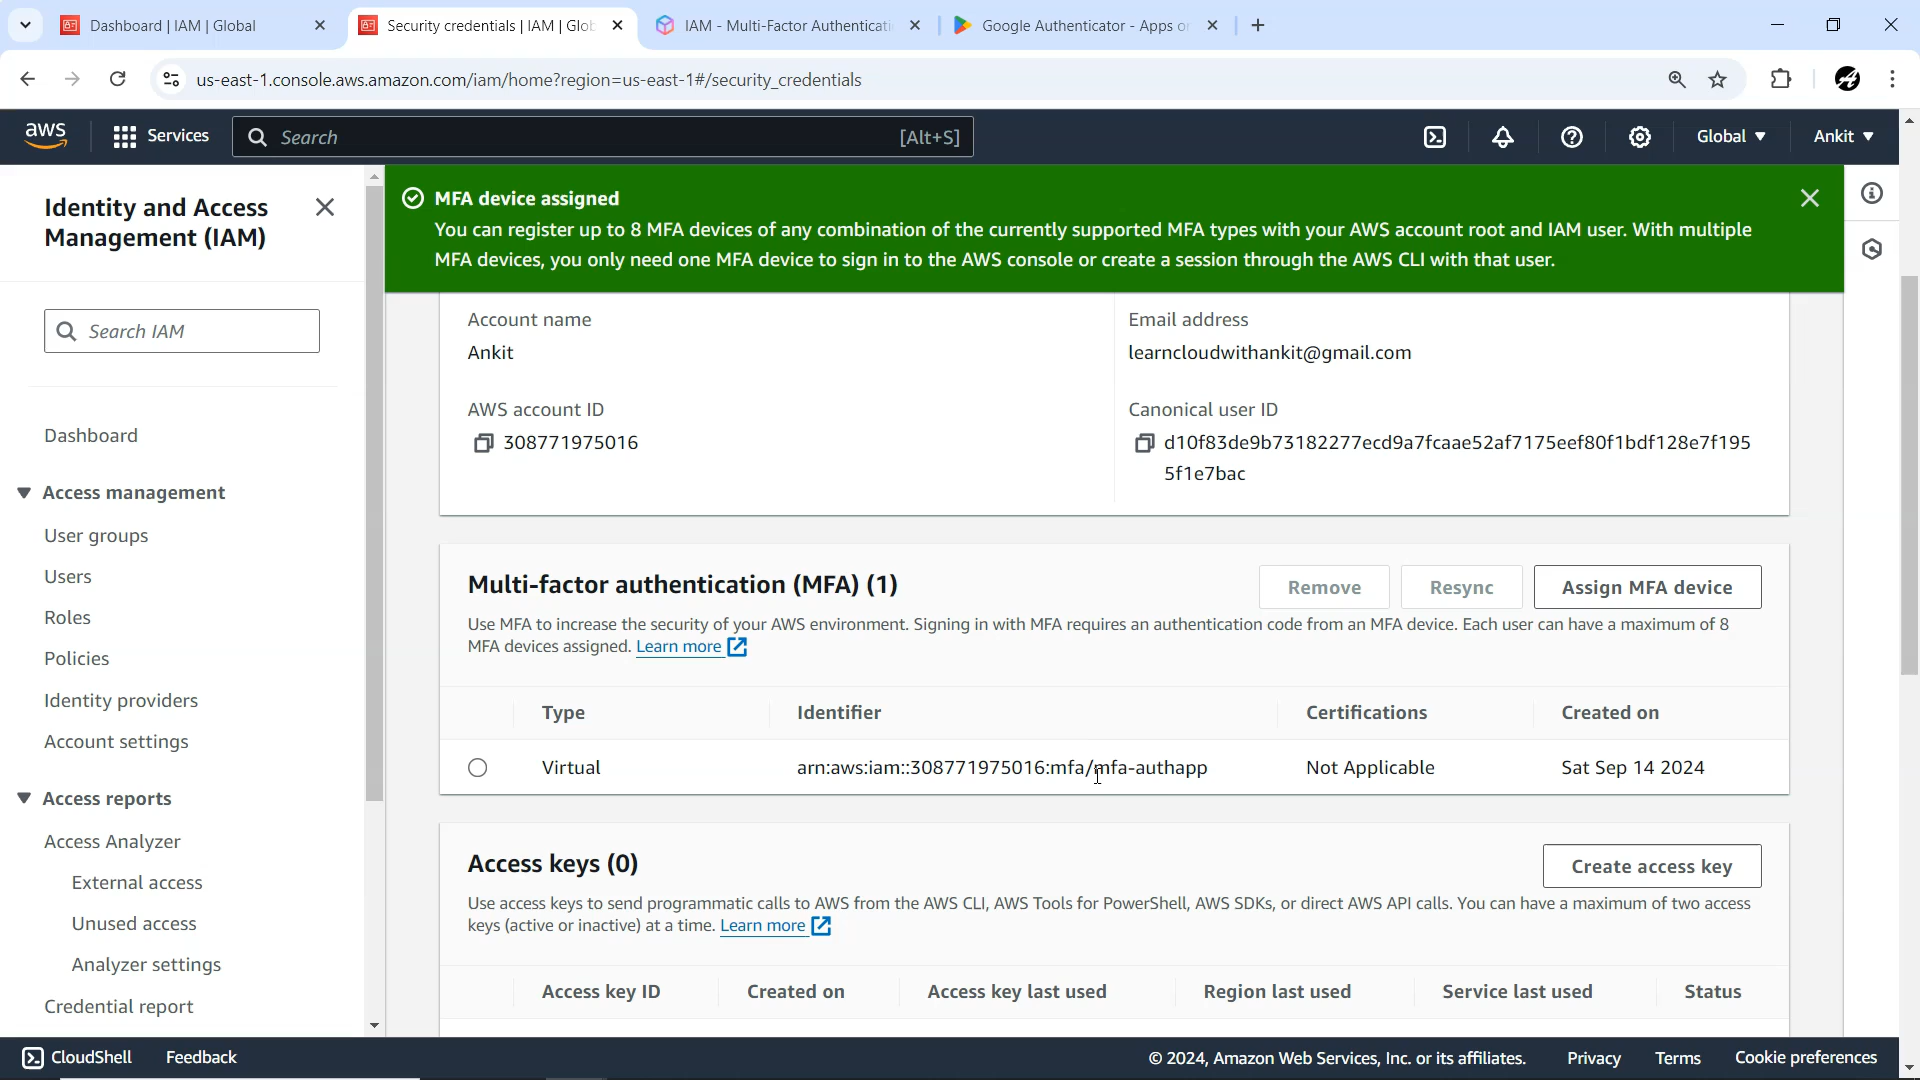 Dashboard | IAM | Global
Security credentials | IAM | Glob
IAM - Multi-Factor Authenticati
Google Authenticator - Apps or
us-east-1.console.aws.amazon.com/iam/home?region=us-east-1#/security_credentials
aws
Services
Search
[Alt+S]
Global
Ankit
Identity and Access
Management (IAM)
Search IAM
Dashboard
Access management
User groups
Users
Roles
Policies
Identity providers
Account settings
Access reports
Access Analyzer
External access
Unused access
Analyzer settings
Credential report
MFA device assigned
You can register up to 8 MFA devices of any combination of the currently supported MFA types with your AWS account root and IAM user. With multiple
MFA devices, you only need one MFA device to sign in to the AWS console or create a session through the AWS CLI with that user.
Account name
Ankit
Email address
learncloudwithankit@gmail.com
AWS account ID
308771975016
Canonical user ID
d10f83de9b73182277ecd9a7fcaae52af7175eef80f1bdf128e7f195
5f1e7bac
Multi-factor authentication (MFA) (1)
Remove
Resync
Assign MFA device
Use MFA to increase the security of your AWS environment. Signing in with MFA requires an authentication code from an MFA device. Each user can have a maximum of 8
MFA devices assigned. Learn more
Type
Identifier
Certifications
Created on
Virtual
arn:aws:iam::308771975016:mfa/mfa-authapp
Not Applicable
Sat Sep 14 2024
Access keys (0)
Create access key
Use access keys to send programmatic calls to AWS from the AWS CLI, AWS Tools for PowerShell, AWS SDKs, or direct AWS API calls. You can have a maximum of two access
keys (active or inactive) at a time. Learn more
Access key ID
Created on
Access key last used
Region last used
Service last used
Status
CloudShell
Feedback
© 2024, Amazon Web Services, Inc. or its affiliates.
Privacy
Terms
Cookie preferences